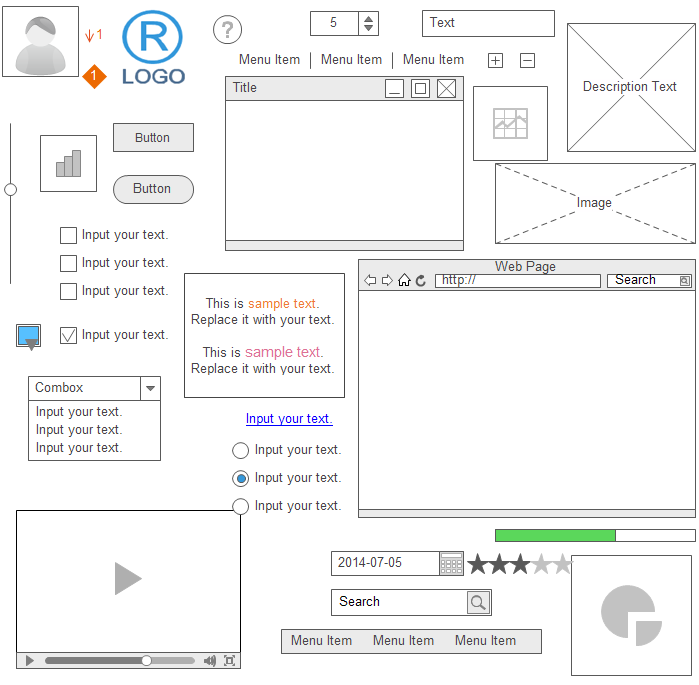 1
R
LOGO
1
?
5
Text
Menu Item
Menu Item
Menu Item
Title
Description Text
Button
Button
Image
Input your text.
Input your text.
Input your text.
Input your text.
Web Page
http://
Search
This is sample text.
Replace it with your text.
This is sample text.
Replace it with your text.
Combox
Input your text.
Input your text.
Input your text.
Input your text.
Input your text.
Input your text.
Input your text.
2014-07-05
Search
Menu Item
Menu Item
Menu Item